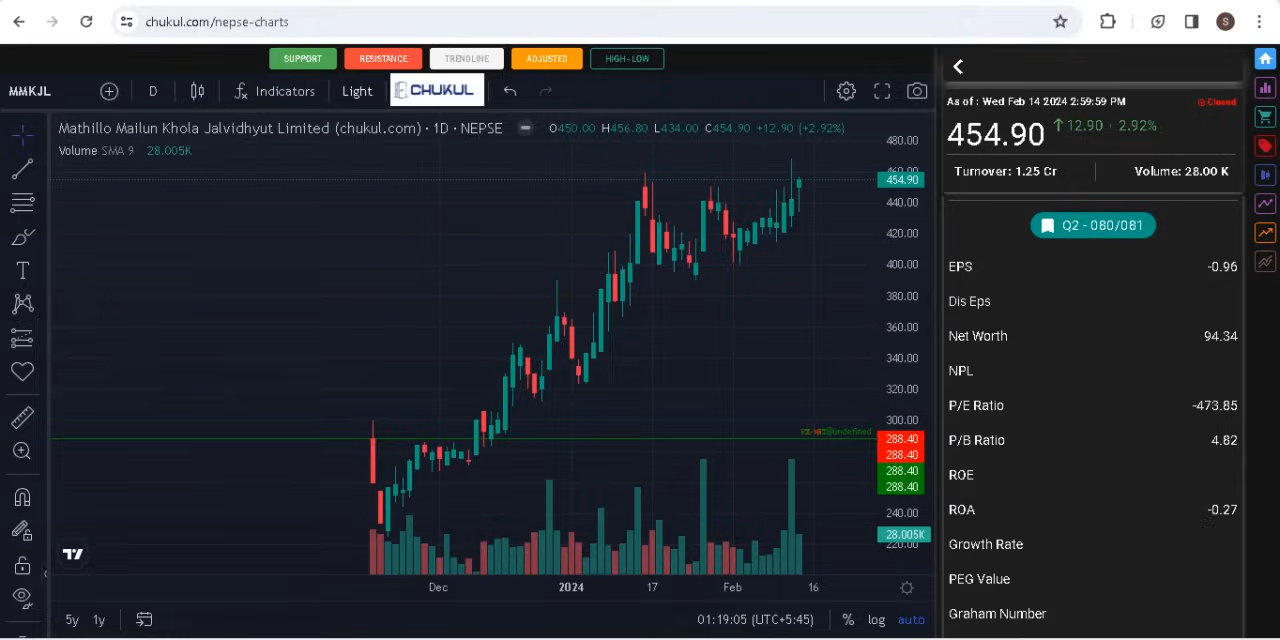 chukul.com/nepse-charts
S
SUPPORT RESISTANCE TRENDLINE ADJUSTED HIGH-LOW
MMKJL D Indicators Light CHUKUL
Mathillo Mailun Khola Jalvidhyut Limited (chukul.com) · 1D · NEPSE O450.00 H456.80 L434.00 C454.90 +12.90 (+2.92%)
Volume SMA 9 28.005K
480.00
460.00
454.90
440.00
420.00
400.00
380.00
360.00
340.00
320.00
300.00
288.40
288.40
288.40
288.40
240.00
28.005K
220.00
Dec 2024 17 Feb 16
5y 1y 01:19:05 (UTC+5:45) % log auto
As of : Wed Feb 14 2024 2:59:59 PM Closed
454.90 ↑12.90 · 2.92%
Turnover: 1.25 Cr Volume: 28.00 K
Q2 - 080/081
EPS -0.96
Dis Eps
Net Worth 94.34
NPL
P/E Ratio -473.85
P/B Ratio 4.82
ROE
ROA -0.27
Growth Rate
PEG Value
Graham Number